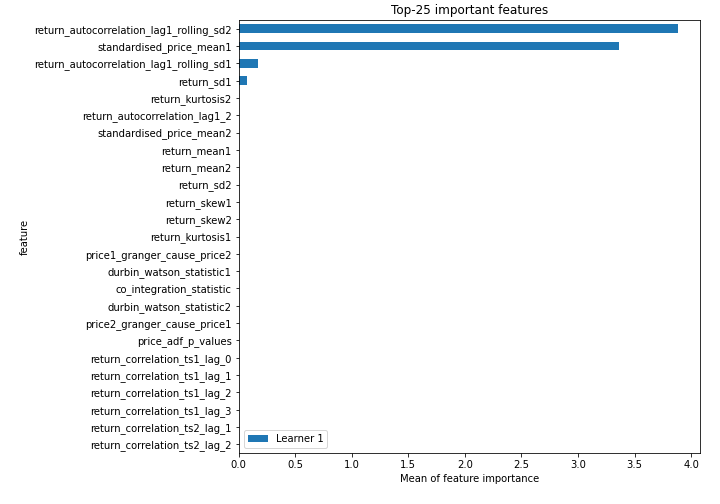 Top-25 important features
return_autocorrelation_lag1_rolling_sd2
standardised_price_mean1
return_autocorrelation_lag1_rolling_sd1
return_sd1
return_kurtosis2
return_autocorrelation_lag1_2
standardised_price_mean2
return_mean1
return_mean2
return_sd2
return_skew1
return_skew2
return_kurtosis1
price1_granger_cause_price2
durbin_watson_statistic1
co_integration_statistic
durbin_watson_statistic2
price2_granger_cause_price1
price_adf_p_values
return_correlation_ts1_lag_0
return_correlation_ts1_lag_1
return_correlation_ts1_lag_2
return_correlation_ts1_lag_3
return_correlation_ts2_lag_1
return_correlation_ts2_lag_2
feature
Learner 1
0.0 0.5 1.0 1.5 2.0 2.5 3.0 3.5 4.0
Mean of feature importance